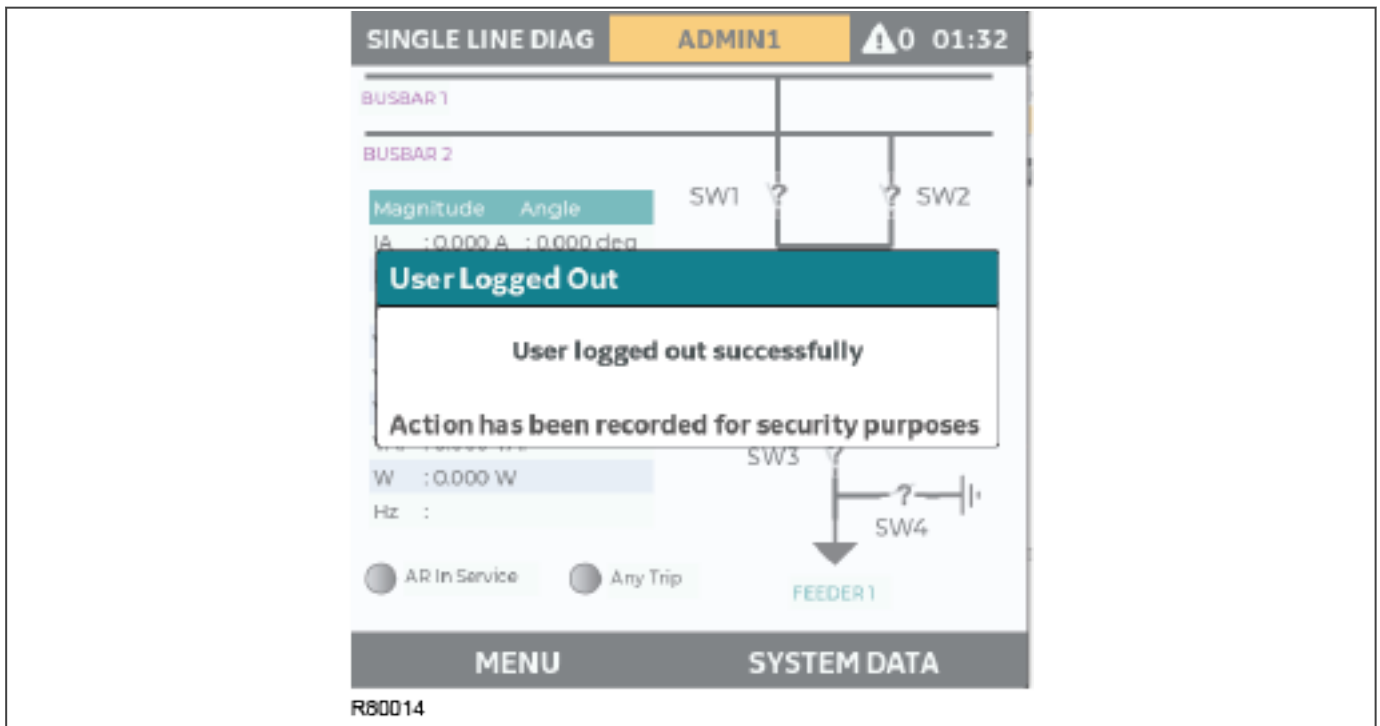 SINGLE LINE DIAG ADMIN1 0 01:32
BUSBAR 1
BUSBAR 2
SW1 ? ? SW2
Magnitude Angle
IA : 0.000 A : 0.000 deg
User Logged Out
User logged out successfully
Action has been recorded for security purposes
SW3
W : 0.000 W
?
Hz :
SW4
AR In Service Any Trip
FEEDER 1
MENU SYSTEM DATA
R80014